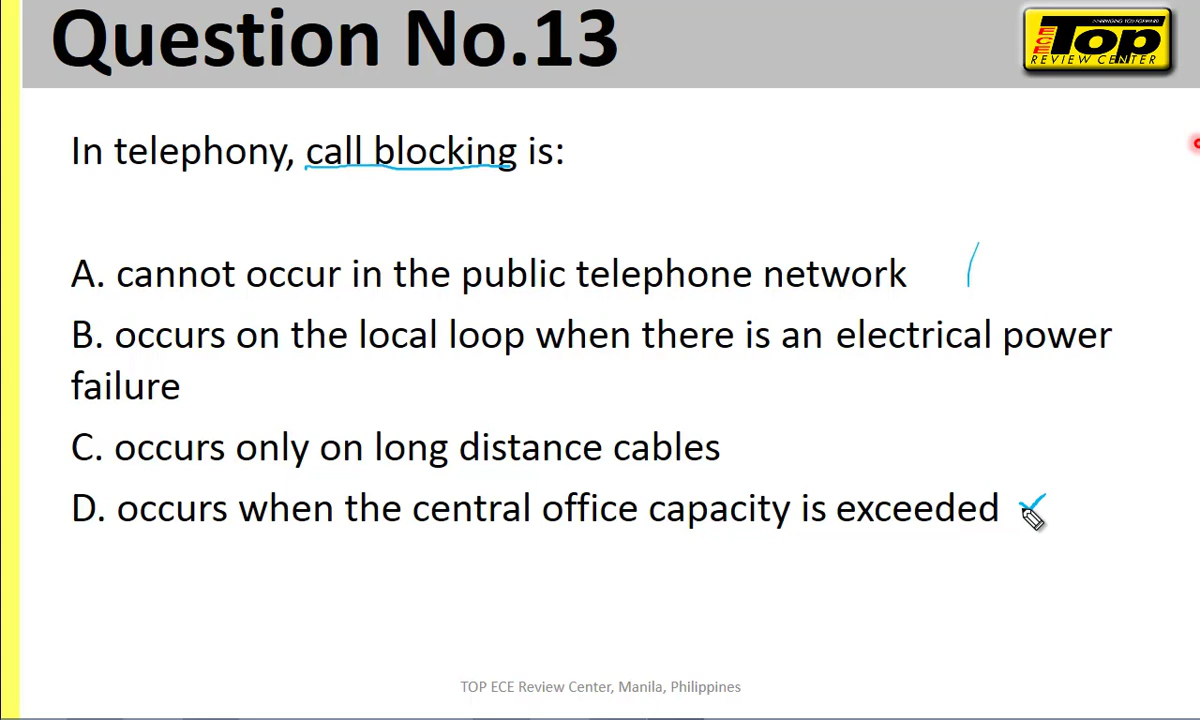 Question No.13
ECE Top
REVIEW CENTER
In telephony, call blocking is:
A. cannot occur in the public telephone network
B. occurs on the local loop when there is an electrical power
failure
C. occurs only on long distance cables
D. occurs when the central office capacity is exceeded
TOP ECE Review Center, Manila, Philippines